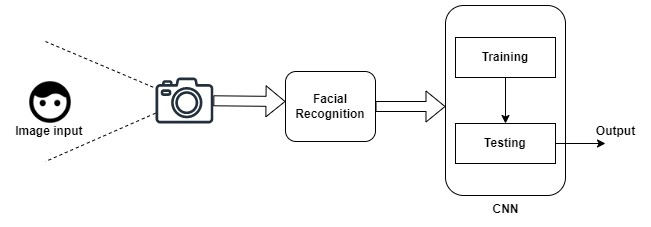 Image input
Facial
Recognition
Training
Testing
Output
CNN